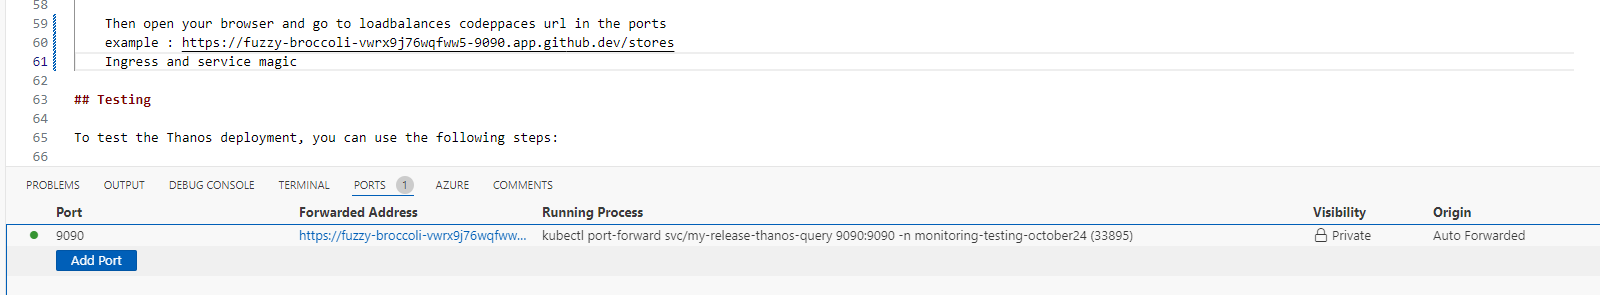 58
59 Then open your browser and go to loadbalances codeppaces url in the ports
60 example : https://fuzzy-broccoli-vwrx9j76wqfww5-9090.app.github.dev/stores
61 Ingress and service magic
62
63 ## Testing
64
65 To test the Thanos deployment, you can use the following steps:
66
PROBLEMS OUTPUT DEBUG CONSOLE TERMINAL PORTS 1 AZURE COMMENTS
Port Forwarded Address Running Process Visibility Origin
9090 https://fuzzy-broccoli-vwrx9j76wqfww... kubectl port-forward svc/my-release-thanos-query 9090:9090 -n monitoring-testing-october24 (33895) Private Auto Forwarded
Add Port